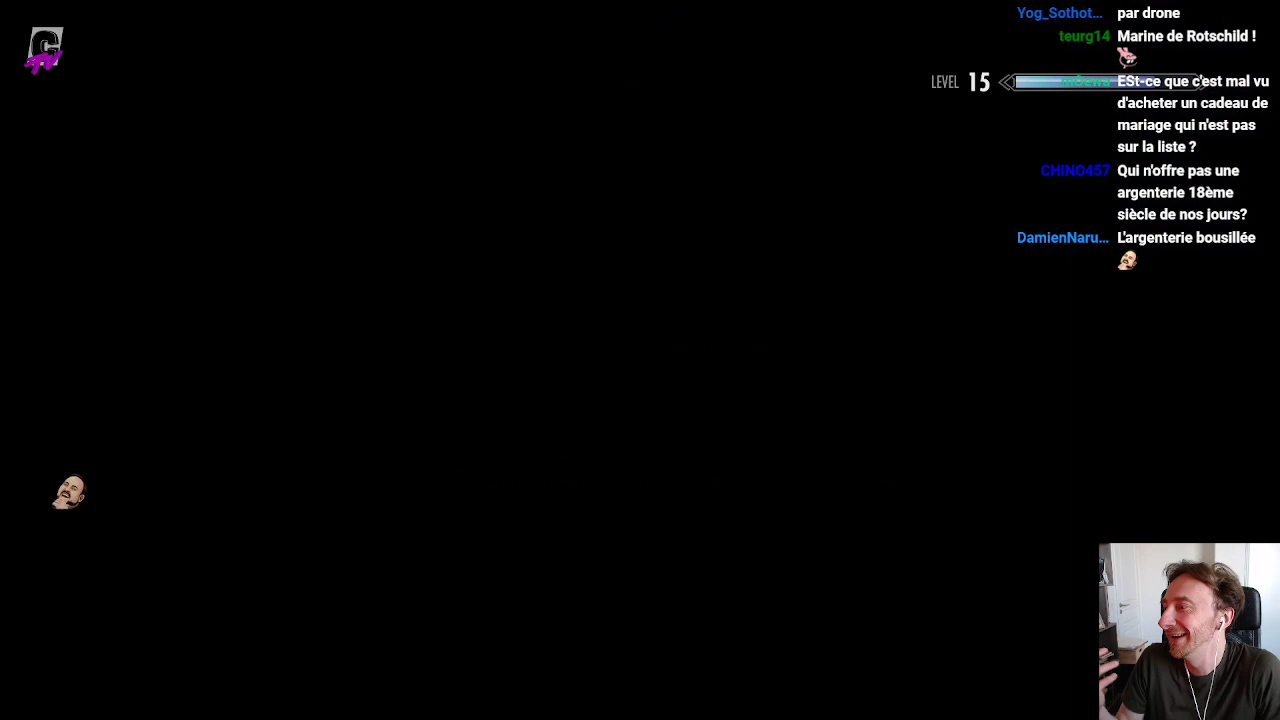 C
TV
Yog_Sothot… par drone
teurg14 Marine de Rotschild !
LEVEL 15
ESt-ce que c'est mal vu
d'acheter un cadeau de
mariage qui n'est pas
sur la liste ?
CHINO457 Qui n'offre pas une
argenterie 18ème
siècle de nos jours?
DamienNaru… L'argenterie bousillée